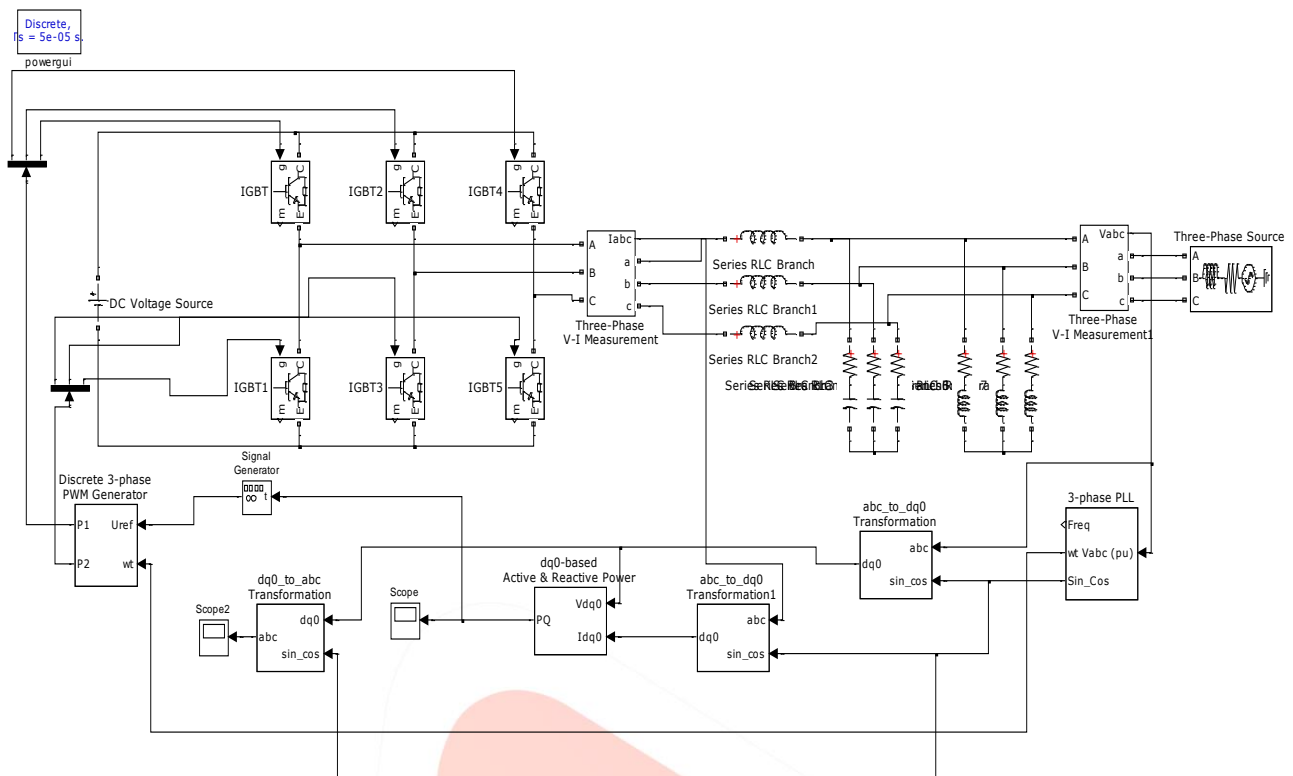 Discrete,
Ts = 5e-05 s.
powergui
g
C
IGBT
m
E
g
C
IGBT2
m
E
g
C
IGBT4
m
E
DC Voltage Source
g
C
IGBT1
m
E
g
C
IGBT3
m
E
g
C
IGBT5
m
E
A
B
C
Iabc
a
b
c
Three-Phase
V-I Measurement
Series RLC Branch
Series RLC Branch1
Series RLC Branch2
A
B
C
Vabc
a
b
c
Three-Phase
V-I Measurement1
Three-Phase Source
A
B
C
Signal
Generator
t
Discrete 3-phase
PWM Generator
P1
Uref
P2
wt
Scope2
dq0_to_abc
Transformation
dq0
abc
sin_cos
Scope
dq0-based
Active & Reactive Power
Vdq0
PQ
Idq0
abc_to_dq0
Transformation1
abc
dq0
sin_cos
abc_to_dq0
Transformation
abc
dq0
sin_cos
3-phase PLL
Freq
wt Vabc (pu)
Sin_Cos